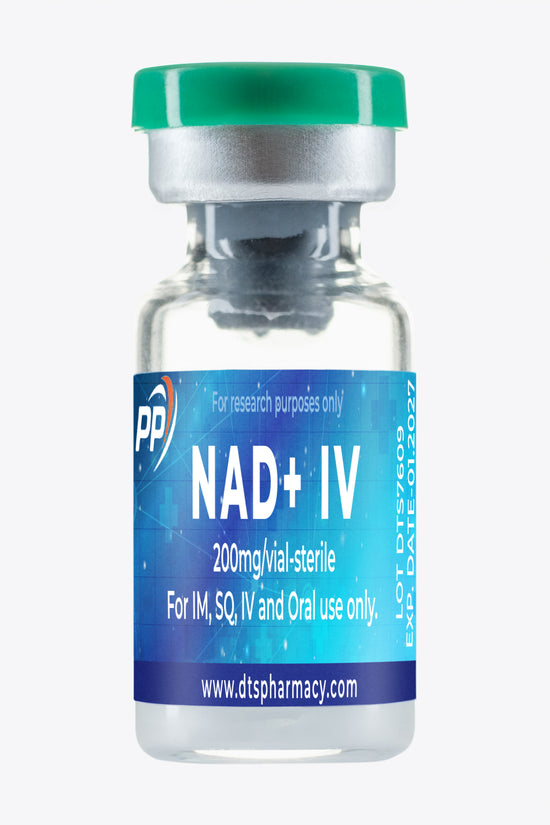 For research purposes only
PP
NAD+ IV
200mg/vial-sterile
For IM, SQ, IV and Oral use only.
www.dtspharmacy.com
LOT DTS7609
EXP. DATE-01.2027